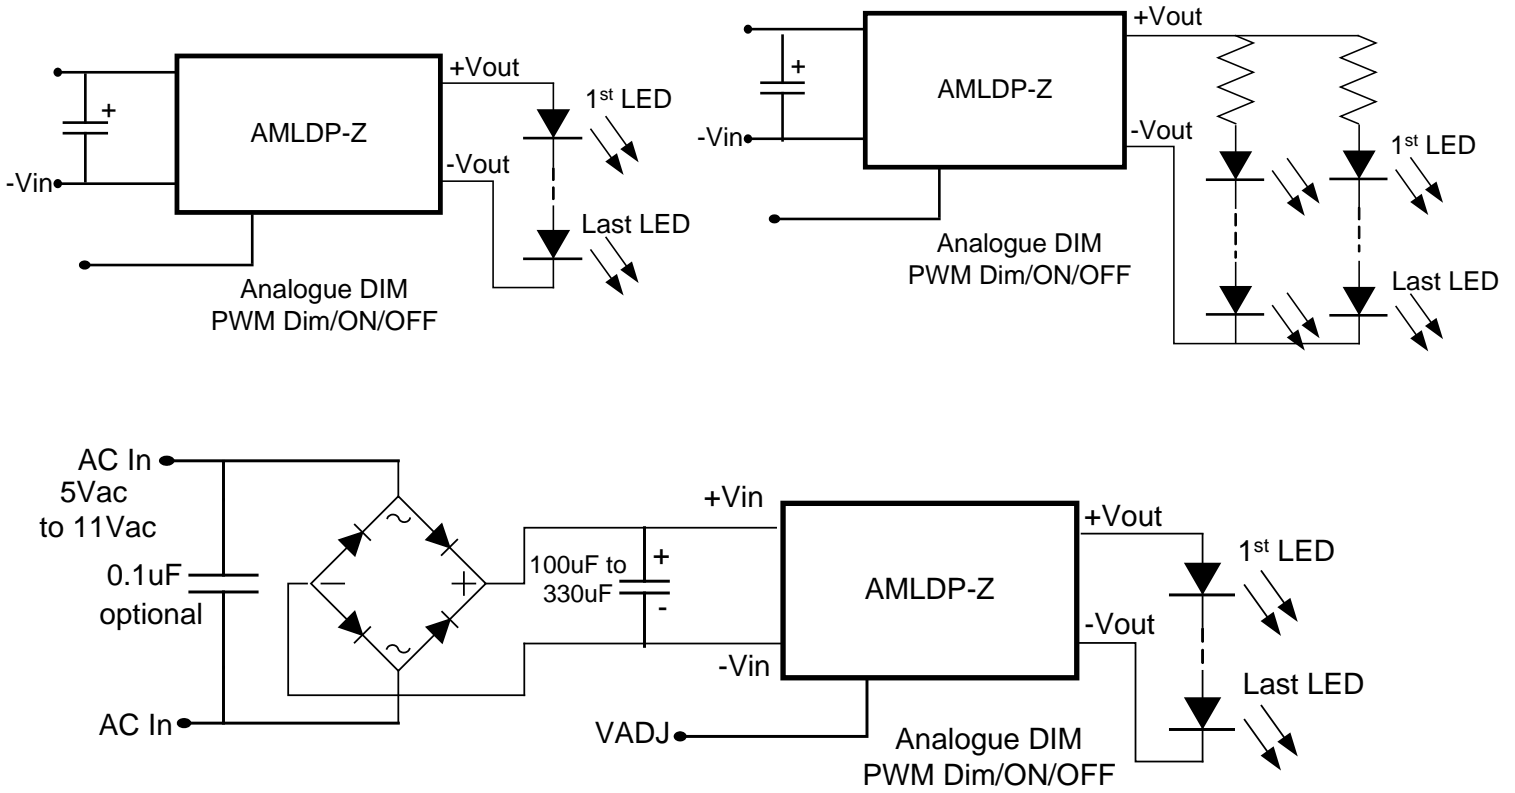 +Vout
1st LED
+
AMLDP-Z
-Vout
-Vin
Last LED
Analogue DIM
PWM Dim/ON/OFF
+Vout
+
AMLDP-Z
-Vin
-Vout
1st LED
Analogue DIM
PWM Dim/ON/OFF
Last LED
AC In
5Vac
to 11Vac
0.1uF
optional
AC In
+Vin
100uF to
330uF
+
-
-Vin
AMLDP-Z
+Vout
1st LED
-Vout
Last LED
VADJ
Analogue DIM
PWM Dim/ON/OFF